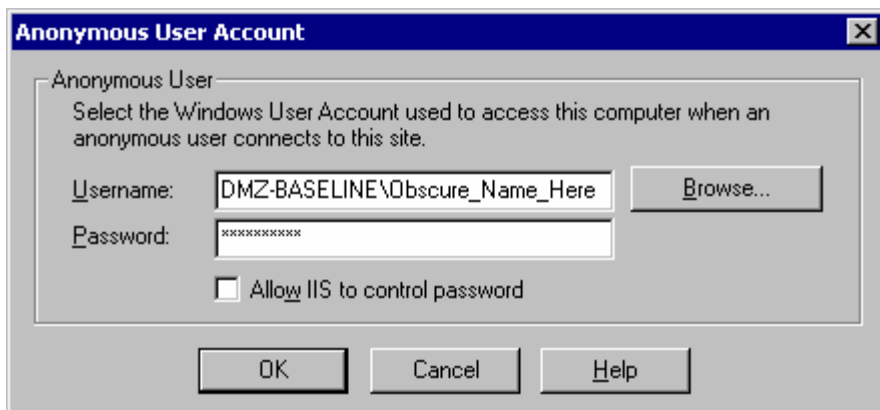 Anonymous User Account
Anonymous User
Select the Windows User Account used to access this computer when an
anonymous user connects to this site.
Username: DMZ-BASELINE\Obscure_Name_Here Browse...
Password: **********
Allow IIS to control password
OK Cancel Help